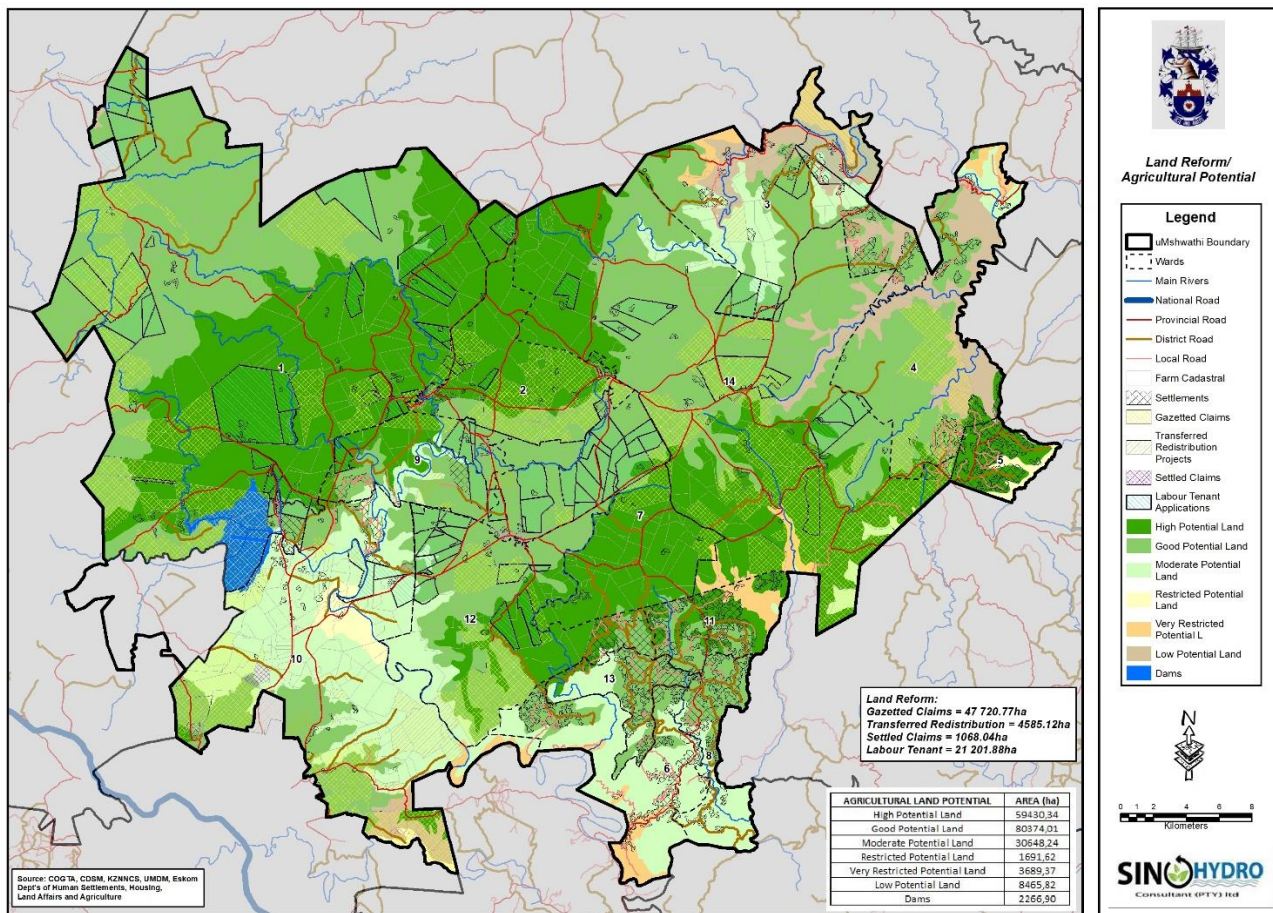 1
2
3
4
5
6
7
8
9
10
11
12
13
14
Land Reform:
Gazetted Claims = 47 720.77ha
Transferred Redistribution = 4585.12ha
Settled Claims = 1068.04ha
Labour Tenant = 21 201.88ha
AGRICULTURAL LAND POTENTIAL AREA (ha)
High Potential Land 59430,34
Good Potential Land 80374,01
Moderate Potential Land 30648,24
Restricted Potential Land 1691,62
Very Restricted Potential Land 3689,37
Low Potential Land 8465,82
Dams 2266,90
Source: COGTA, CDSM, KZNNCS, UMDM, Eskom
Dept's of Human Settlements, Housing,
Land Affairs and Agriculture
Land Reform/
Agricultural Potential
Legend
uMshwathi Boundary
Wards
Main Rivers
National Road
Provincial Road
District Road
Local Road
Farm Cadastral
Settlements
Gazetted Claims
Transferred
Redistribution
Projects
Settled Claims
Labour Tenant
Applications
High Potential Land
Good Potential Land
Moderate Potential
Land
Restricted Potential
Land
Very Restricted
Potential L
Low Potential Land
Dams
N
0 1 2 4 6 8
Kilometers
SINOHYDRO
Consultant (PTY) ltd